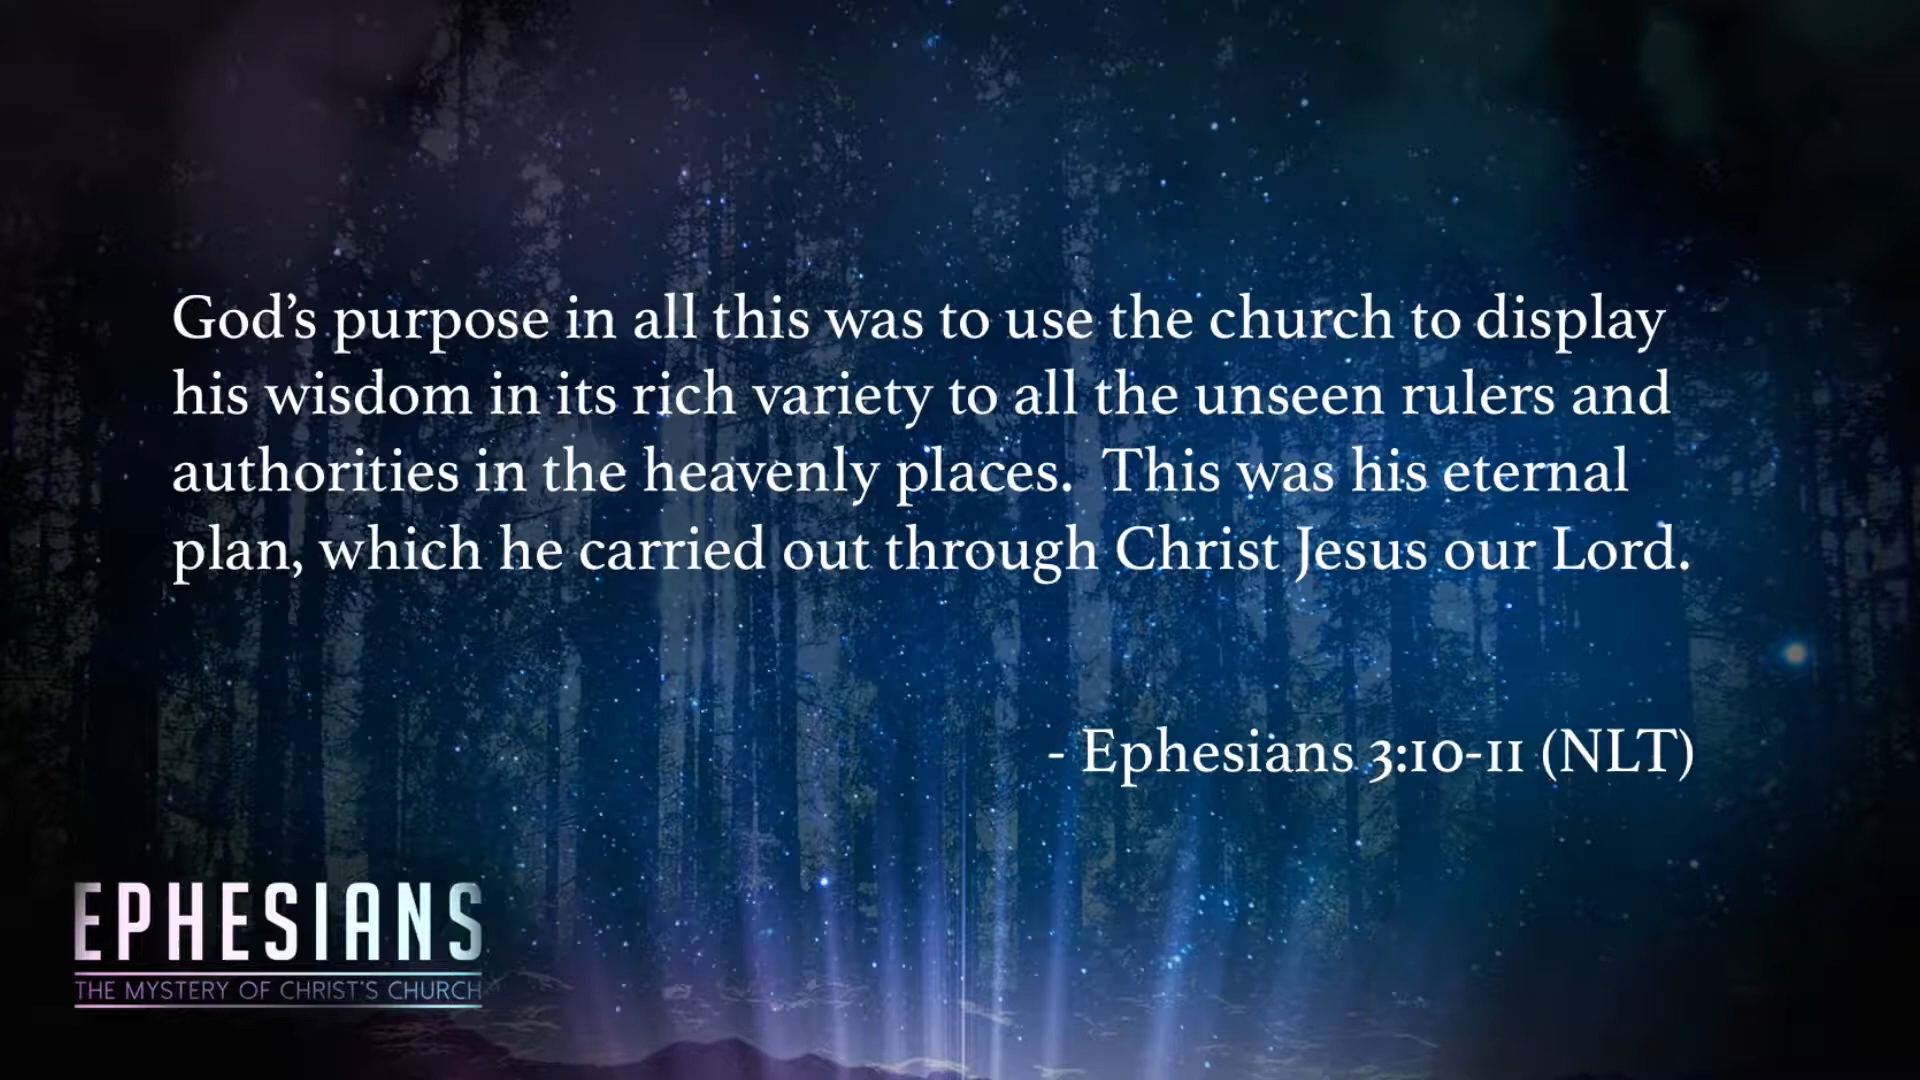 God’s purpose in all this was to use the church to display
his wisdom in its rich variety to all the unseen rulers and
authorities in the heavenly places.  This was his eternal
plan, which he carried out through Christ Jesus our Lord.
- Ephesians 3:10-11 (NLT)
EPHESIANS
THE MYSTERY OF CHRIST'S CHURCH